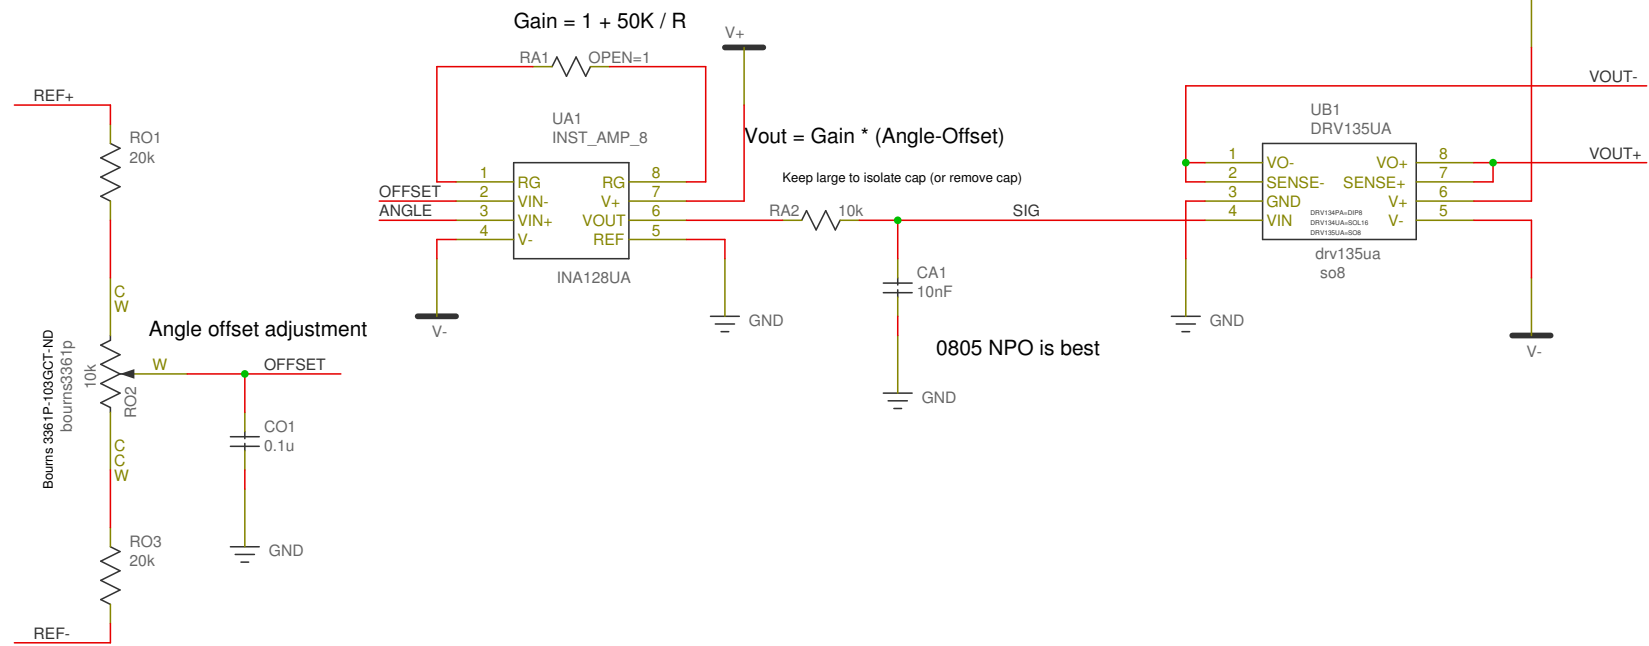 Gain = 1 + 50K / R
V+
RA1
OPEN=1
REF+
RO1
20k
UA1
INST_AMP_8
Vout = Gain * (Angle-Offset)
Keep large to isolate cap (or remove cap)
OFFSET
ANGLE
1
2
3
4
RG
VIN-
VIN+
V-
RG
V+
VOUT
REF
8
7
6
5
INA128UA
V-
GND
RA2
10k
SIG
CA1
10nF
GND
0805 NPO is best
VOUT-
UB1
DRV135UA
VOUT+
1
2
3
4
VO-
SENSE-
GND
VIN
VO+
SENSE+
V+
V-
8
7
6
5
DRV134PA=DIP8
DRV134UA=SOL16
DRV135UA=SO8
drv135ua
so8
GND
V-
C
W
Angle offset adjustment
Bourns 3361P-103GCT-ND
bourns3361p
10k
RO2
W
OFFSET
C
C
W
CO1
0.1u
GND
RO3
20k
REF-